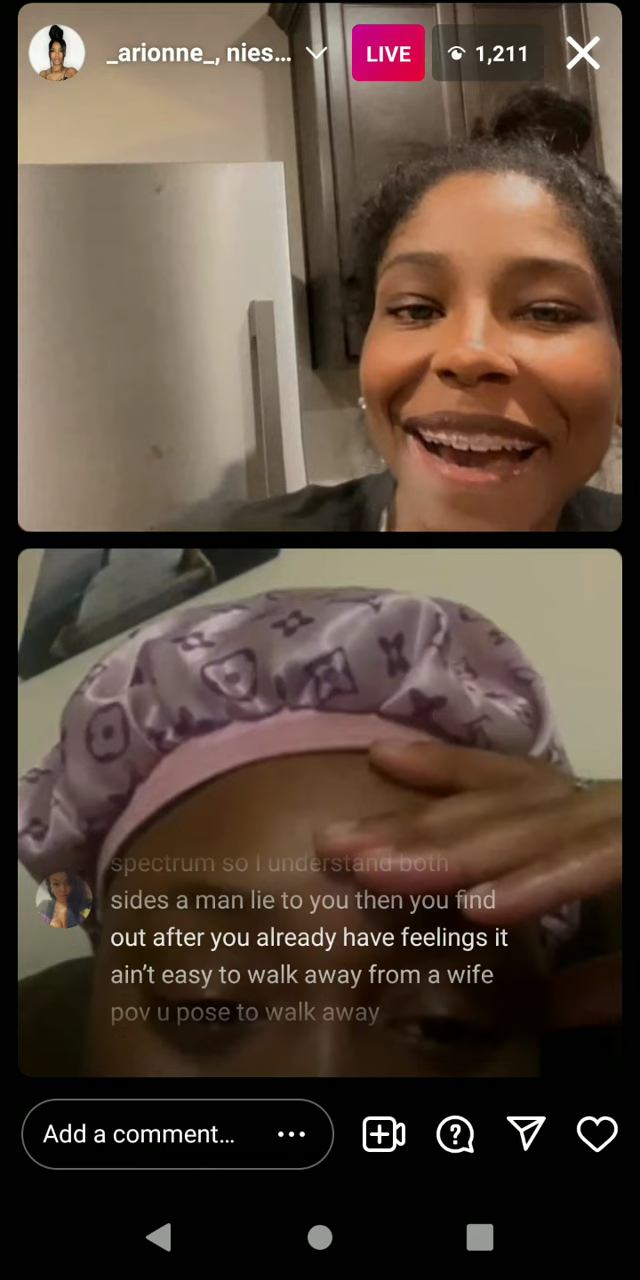 _arionne_, nies...
LIVE
1,211
spectrum so I understand both
sides a man lie to you then you find
out after you already have feelings it
ain’t easy to walk away from a wife
pov u pose to walk away
Add a comment...